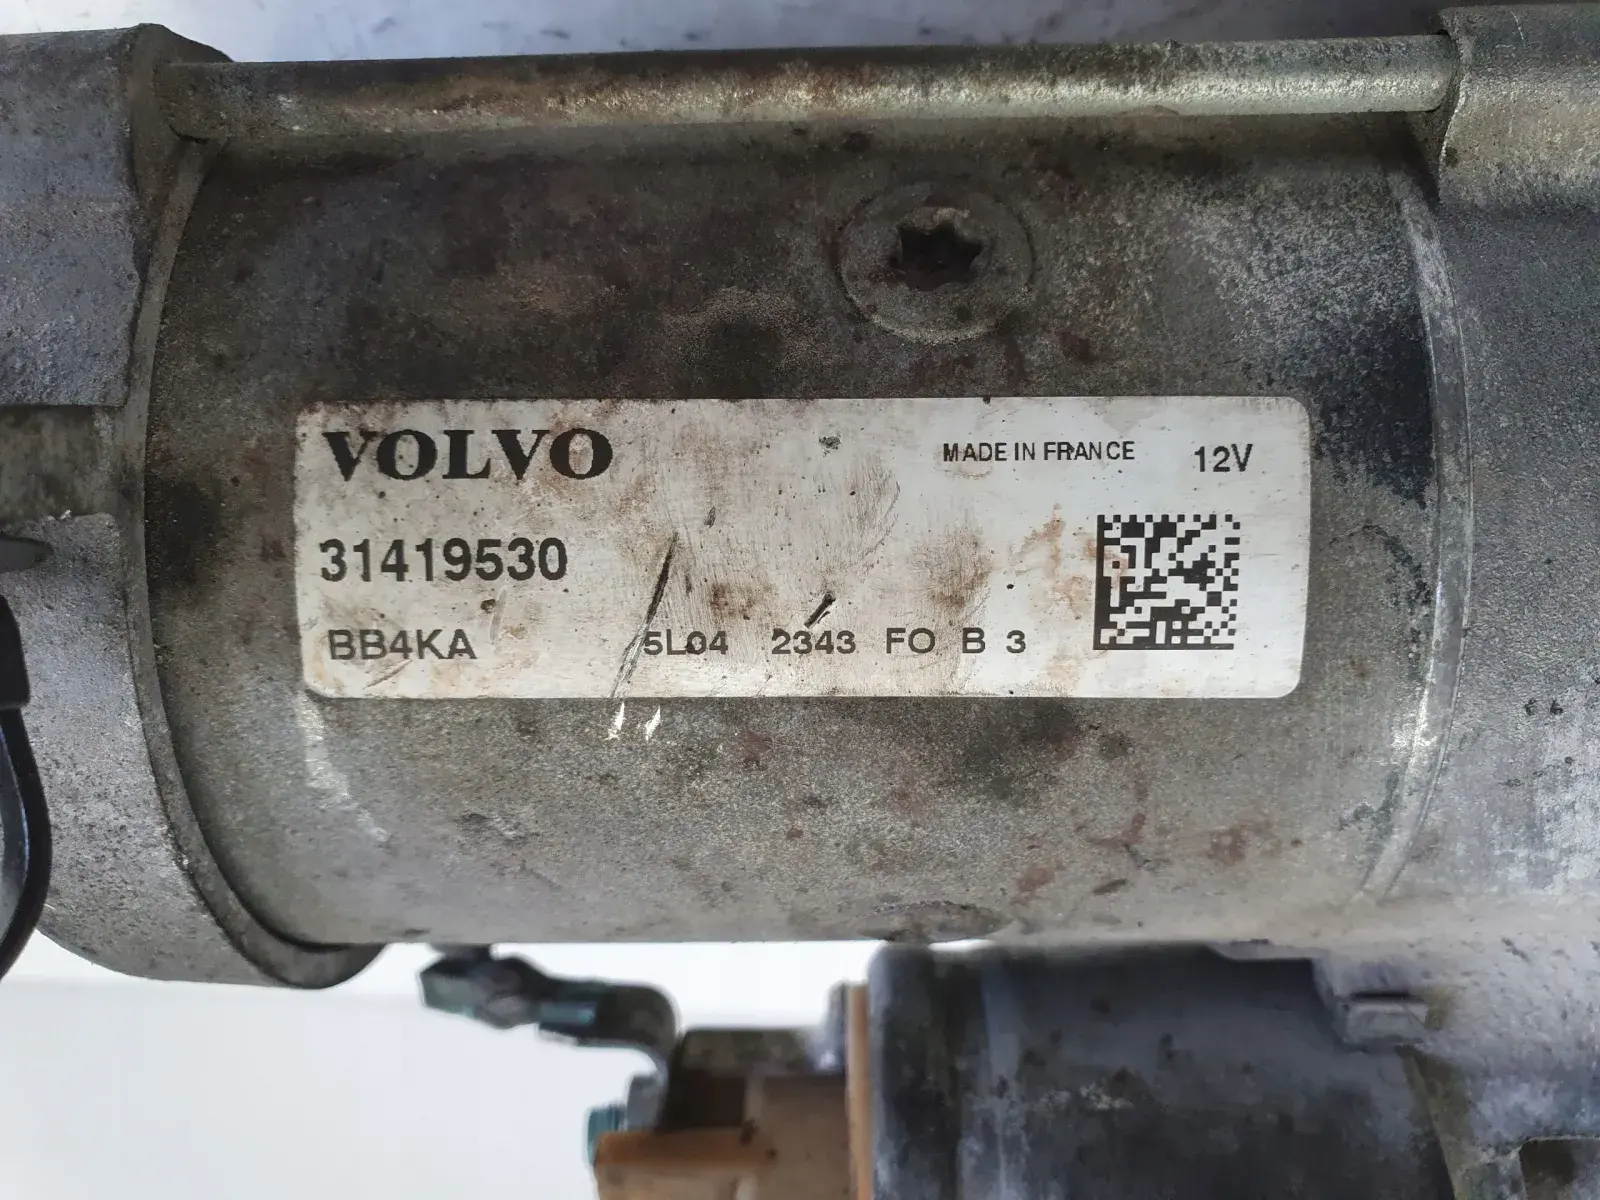 VOLVO MADE IN FRANCE 12V
31419530
BB4KA 5L04 2343 FO B 3